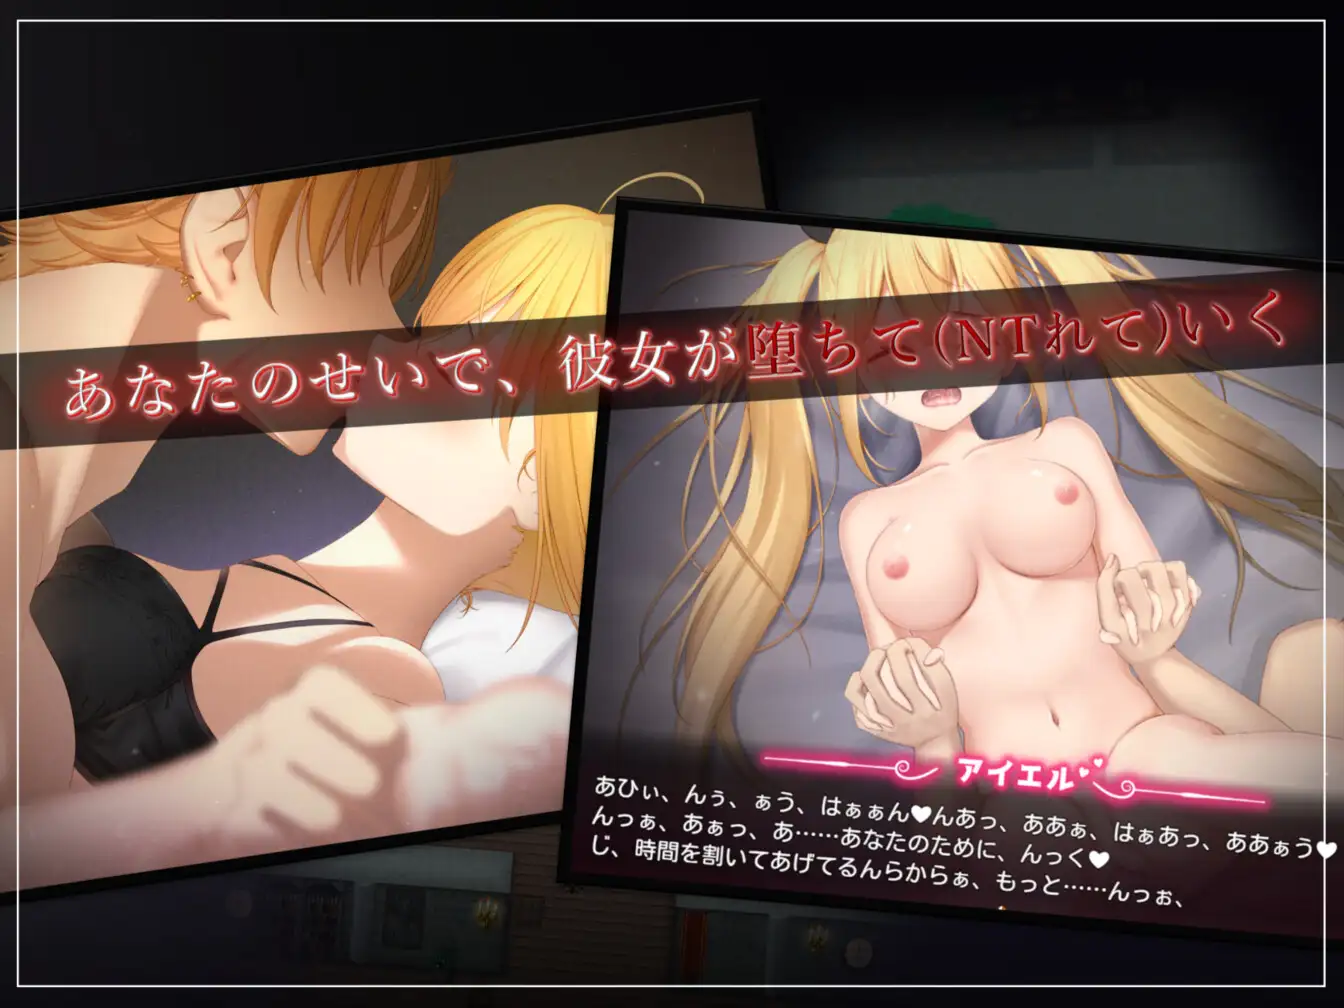 あなたのせいで、彼女が堕ちて(NTれて)いく
アイエル
あひぃ、んぅ、ぁう、はぁぁん♥んあっ、ああぁ、はぁあっ、ああぁう♥
んっぁ、あぁっ、あ……あなたのために、んっく♥
じ、時間を割いてあげてるんらからぁ、もっと……んっぉ、